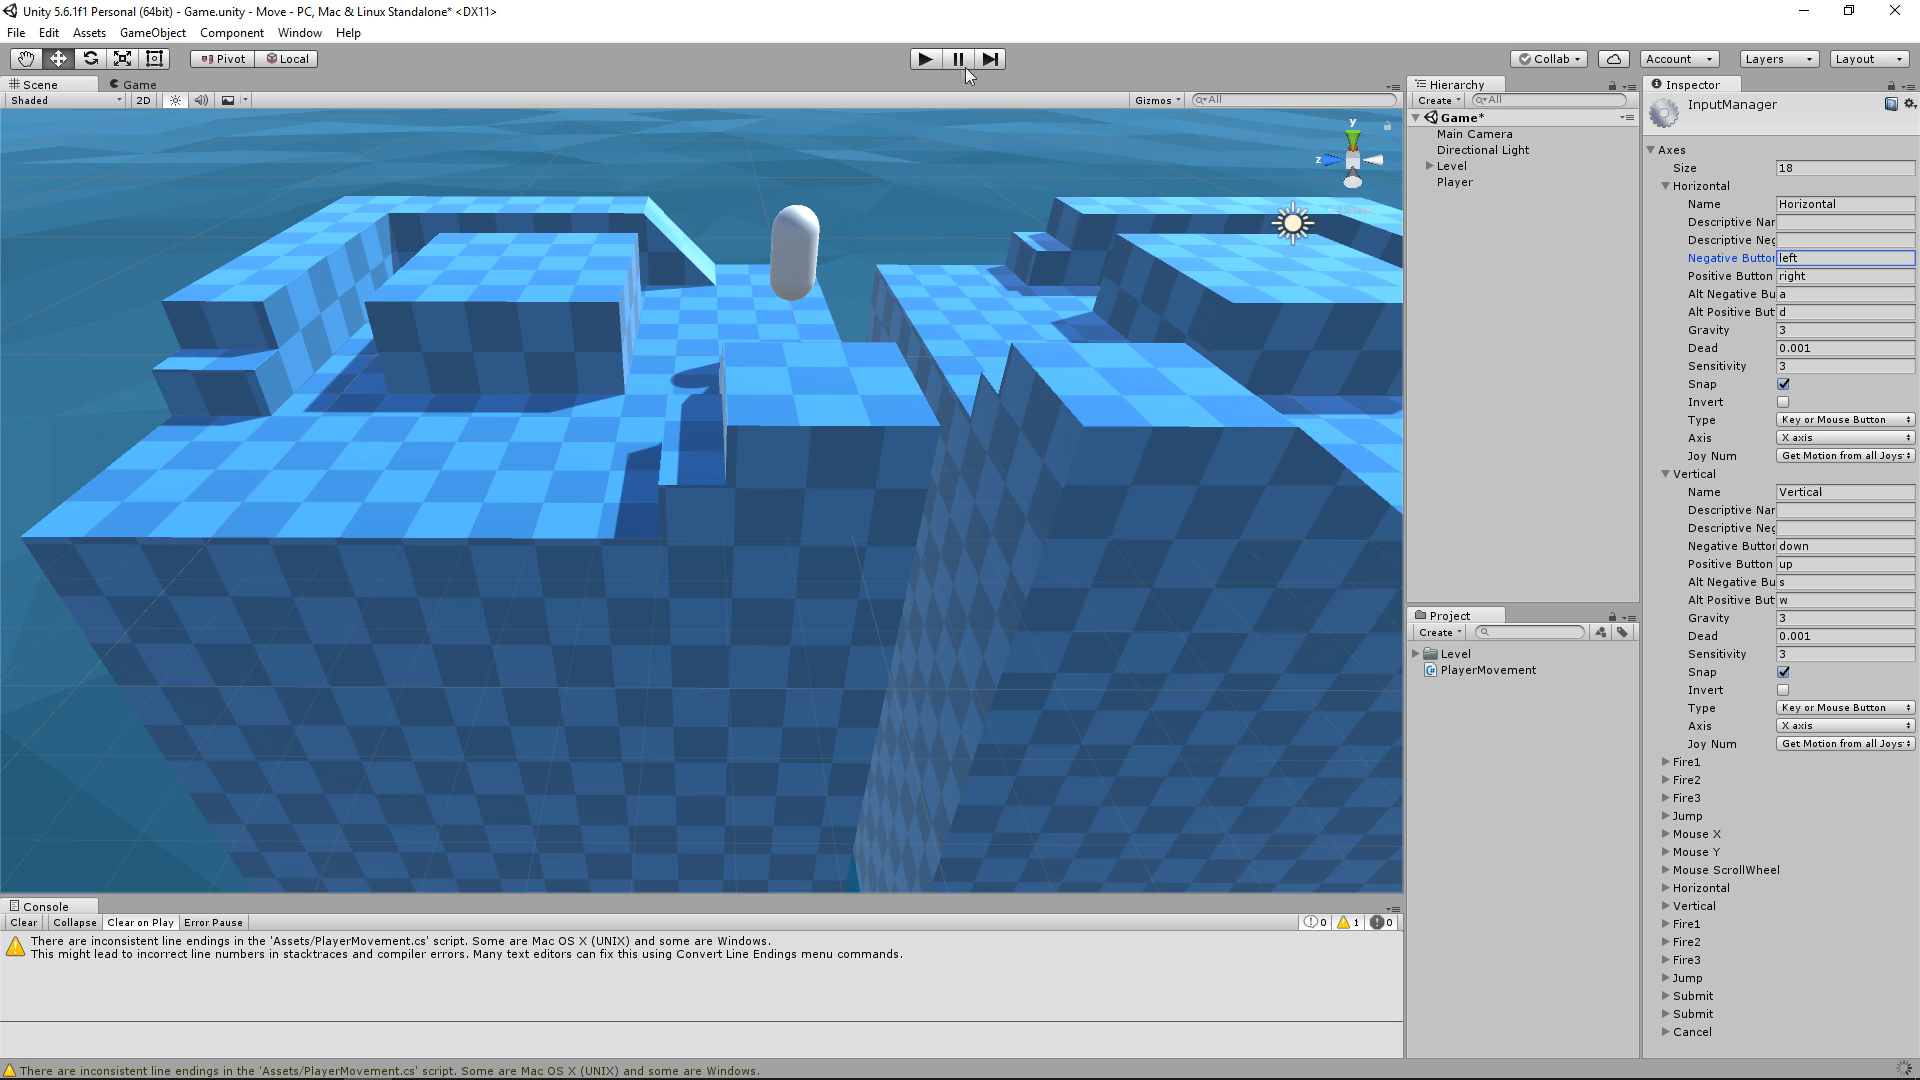 Unity 5.6.1f1 Personal (64bit) - Game.unity - Move - PC, Mac & Linux Standalone* <DX11>
File Edit Assets GameObject Component Window Help
Pivot Local Collab Account Layers Layout
Scene Game
Shaded 2D Gizmos All
Hierarchy
Create All
Game*
Main Camera
Directional Light
Level
Player
y
z
Project
Create
Level
PlayerMovement
Inspector
InputManager
Axes
Size 18
Horizontal
Name Horizontal
Descriptive Nar
Descriptive Neg
Negative Button left
Positive Button right
Alt Negative Bu a
Alt Positive But d
Gravity 3
Dead 0.001
Sensitivity 3
Snap
Invert
Type Key or Mouse Button
Axis X axis
Joy Num Get Motion from all Joys
Vertical
Name Vertical
Descriptive Nar
Descriptive Neg
Negative Button down
Positive Button up
Alt Negative Bu s
Alt Positive But w
Gravity 3
Dead 0.001
Sensitivity 3
Snap
Invert
Type Key or Mouse Button
Axis X axis
Joy Num Get Motion from all Joys
Fire1
Fire2
Fire3
Jump
Mouse X
Mouse Y
Mouse ScrollWheel
Horizontal
Vertical
Fire1
Fire2
Fire3
Jump
Submit
Submit
Cancel
Console
Clear Collapse Clear on Play Error Pause 0 1 0
There are inconsistent line endings in the 'Assets/PlayerMovement.cs' script. Some are Mac OS X (UNIX) and some are Windows.
This might lead to incorrect line numbers in stacktraces and compiler errors. Many text editors can fix this using Convert Line Endings menu commands.
There are inconsistent line endings in the 'Assets/PlayerMovement.cs' script. Some are Mac OS X (UNIX) and some are Windows.